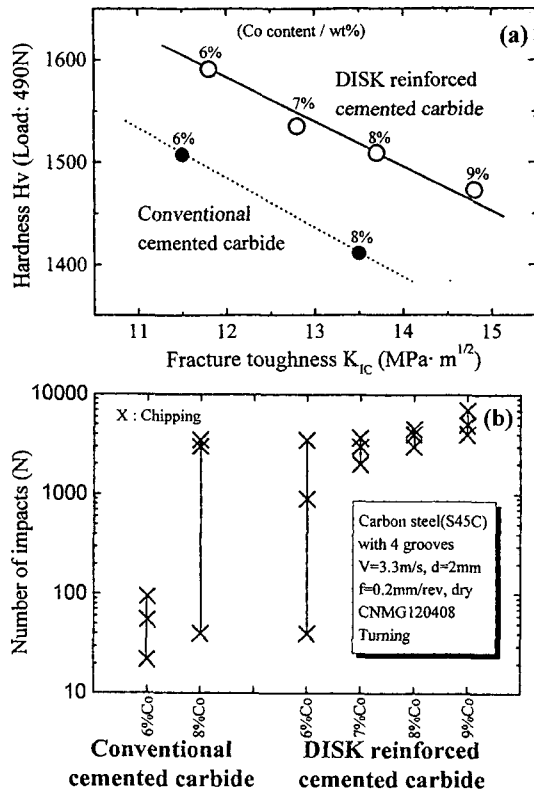 (Co content / wt%)
(a)
1600
1500
1400
Hardness Hv (Load: 490N)
6%
7%
8%
9%
DISK reinforced
cemented carbide
6%
8%
Conventional
cemented carbide
11 12 13 14 15
Fracture toughness K_IC (MPa· m^1/2)
10000
1000
100
10
Number of impacts (N)
X : Chipping
(b)
Carbon steel(S45C)
with 4 grooves
V=3.3m/s, d=2mm
f=0.2mm/rev, dry
CNMG120408
Turning
6%Co
8%Co
6%Co
7%Co
8%Co
9%Co
Conventional
cemented carbide
DISK reinforced
cemented carbide